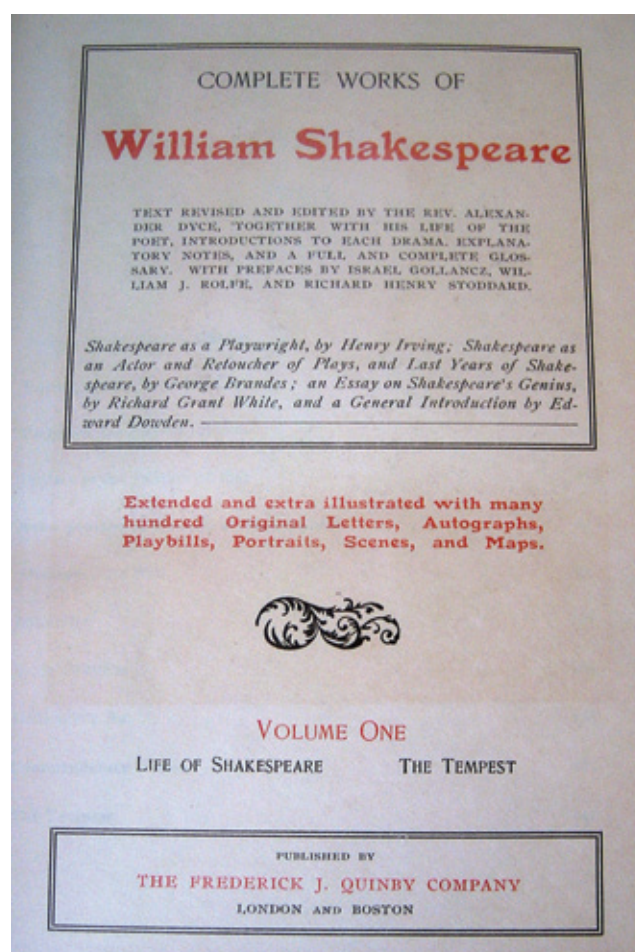 COMPLETE WORKS OF
William Shakespeare
TEXT REVISED AND EDITED BY THE REV. ALEXAN-
DER DYCE, TOGETHER WITH HIS LIFE OF THE
POET, INTRODUCTIONS TO EACH DRAMA. EXPLANA-
TORY NOTES, AND A FULL AND COMPLETE GLOS-
SARY. WITH PREFACES BY ISRAEL GOLLANCZ, WIL-
LIAM J. ROLFE, AND RICHARD HENRY STODDARD.
Shakespeare as a Playwright, by Henry Irving; Shakespeare as
an Actor and Retoucher of Plays, and Last Years of Shake-
speare, by George Brandes; an Essay on Shakespeare's Genius,
by Richard Grant White, and a General Introduction by Ed-
ward Dowden.
Extended and extra illustrated with many
hundred Original Letters, Autographs,
Playbills, Portraits, Scenes, and Maps.
VOLUME ONE
LIFE OF SHAKESPEARE THE TEMPEST
PUBLISHED BY
THE FREDERICK J. QUINBY COMPANY
LONDON AND BOSTON